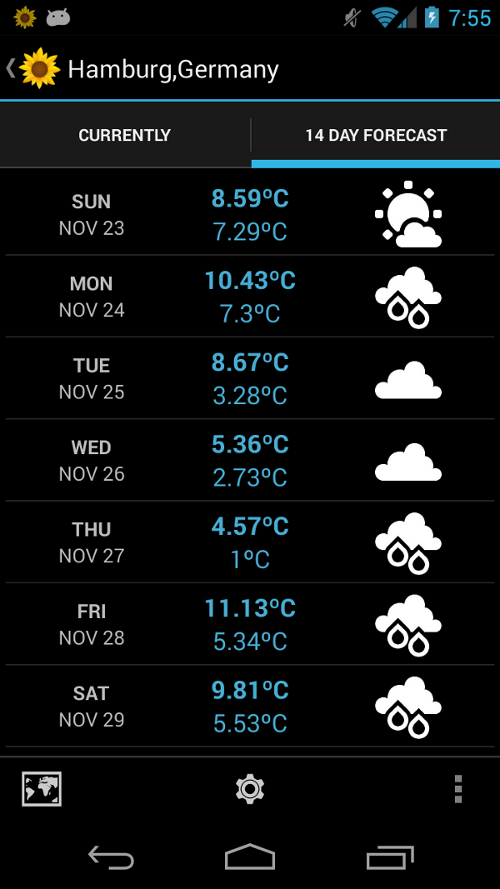 7:55
Hamburg,Germany
CURRENTLY
14 DAY FORECAST
SUN
NOV 23
8.59ºC
7.29ºC
MON
NOV 24
10.43ºC
7.3ºC
TUE
NOV 25
8.67ºC
3.28ºC
WED
NOV 26
5.36ºC
2.73ºC
THU
NOV 27
4.57ºC
1ºC
FRI
NOV 28
11.13ºC
5.34ºC
SAT
NOV 29
9.81ºC
5.53ºC